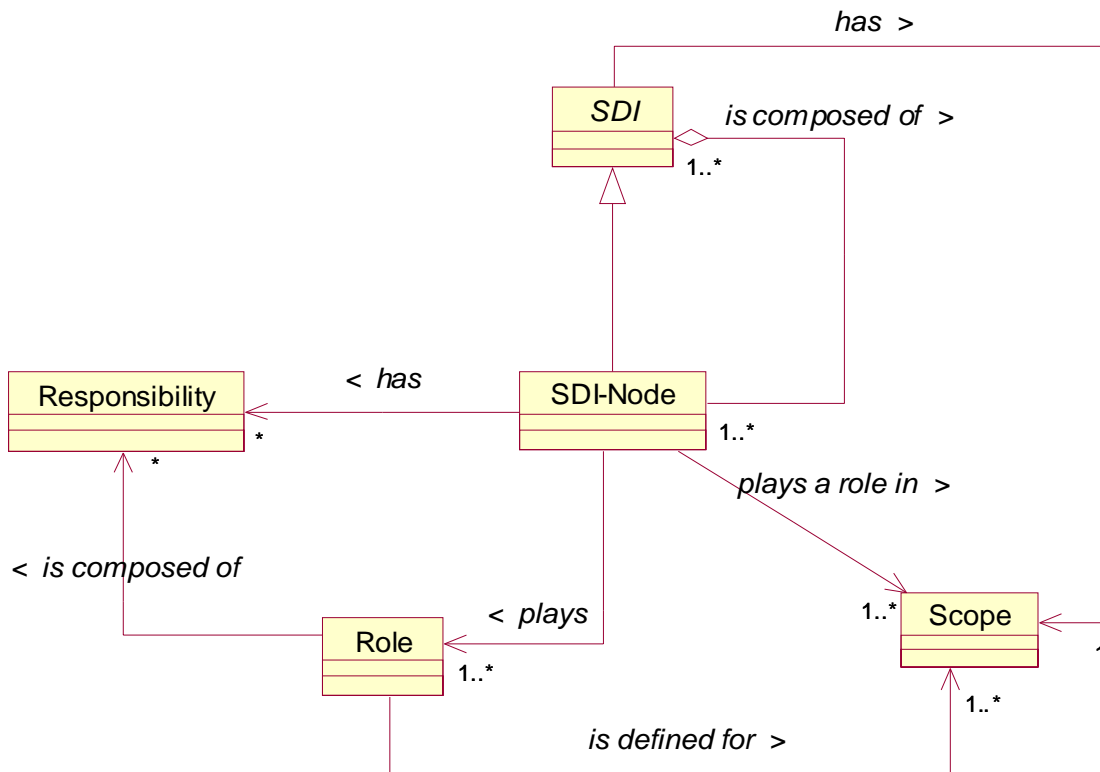 has >
SDI
is composed of >
1..*
Responsibility
< has
SDI-Node
*
1..*
*
plays a role in >
< is composed of
< plays
1..*
Scope
Role
1..*
1..*
is defined for >